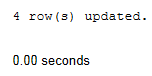 4 row(s) updated.
0.00 seconds